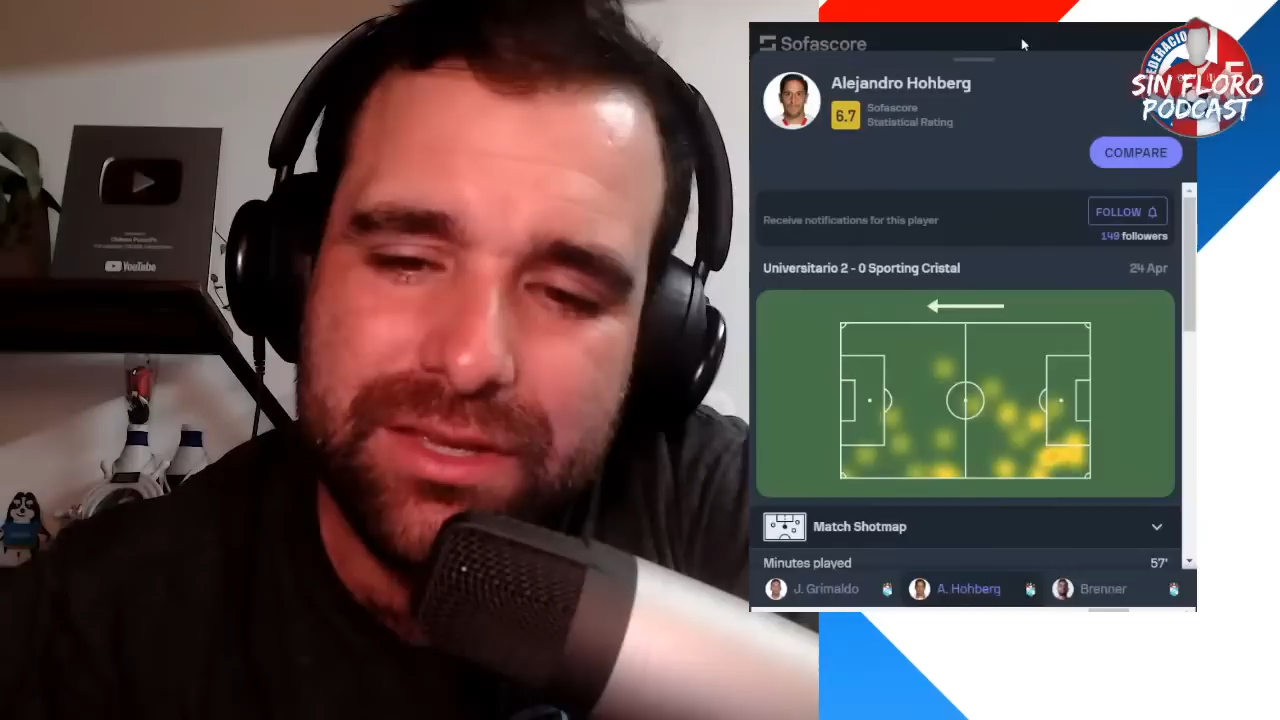 YouTube
Sofascore
FEDERACIO
SIN FLORO
PODCAST
Alejandro Hohberg
6.7
Sofascore
Statistical Rating
COMPARE
Receive notifications for this player
FOLLOW
149 followers
Universitario 2 - 0 Sporting Cristal
24 Apr
Match Shotmap
Minutes played
57'
J. Grimaldo
A. Hohberg
Brenner